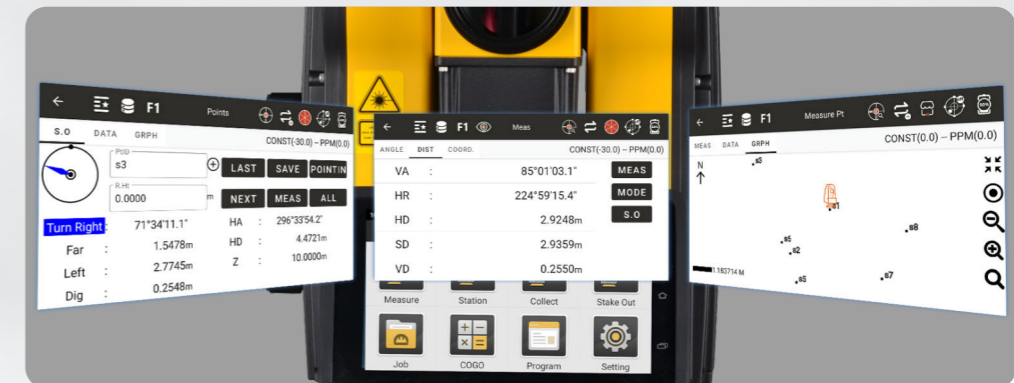 F1 Points
S.O DATA GRPH
CONST(-30.0) -- PPM(0.0)
PtID
s3
LAST SAVE POINTIN
R.Ht
0.0000 m
NEXT MEAS ALL
Turn Right : 71°34'11.1"
HA : 296°33'54.2"
Far : 1.5478m
HD : 4.4721m
Left : 2.7745m
Z : 10.0000m
Dig : 0.2548m
F1 Meas
ANGLE DIST COORD.
CONST(-30.0) -- PPM(0.0)
VA : 85°01'03.1" MEAS
HR : 224°59'15.4" MODE
HD : 2.9248m S.O
SD : 2.9359m
VD : 0.2550m
Measure Station Collect Stake Out
Job COGO Program Setting
F1 Measure Pt
MEAS DATA GRPH
CONST(0.0) -- PPM(0.0)
N
s3
s1
s8
s2
1.183714 M
s5
s7